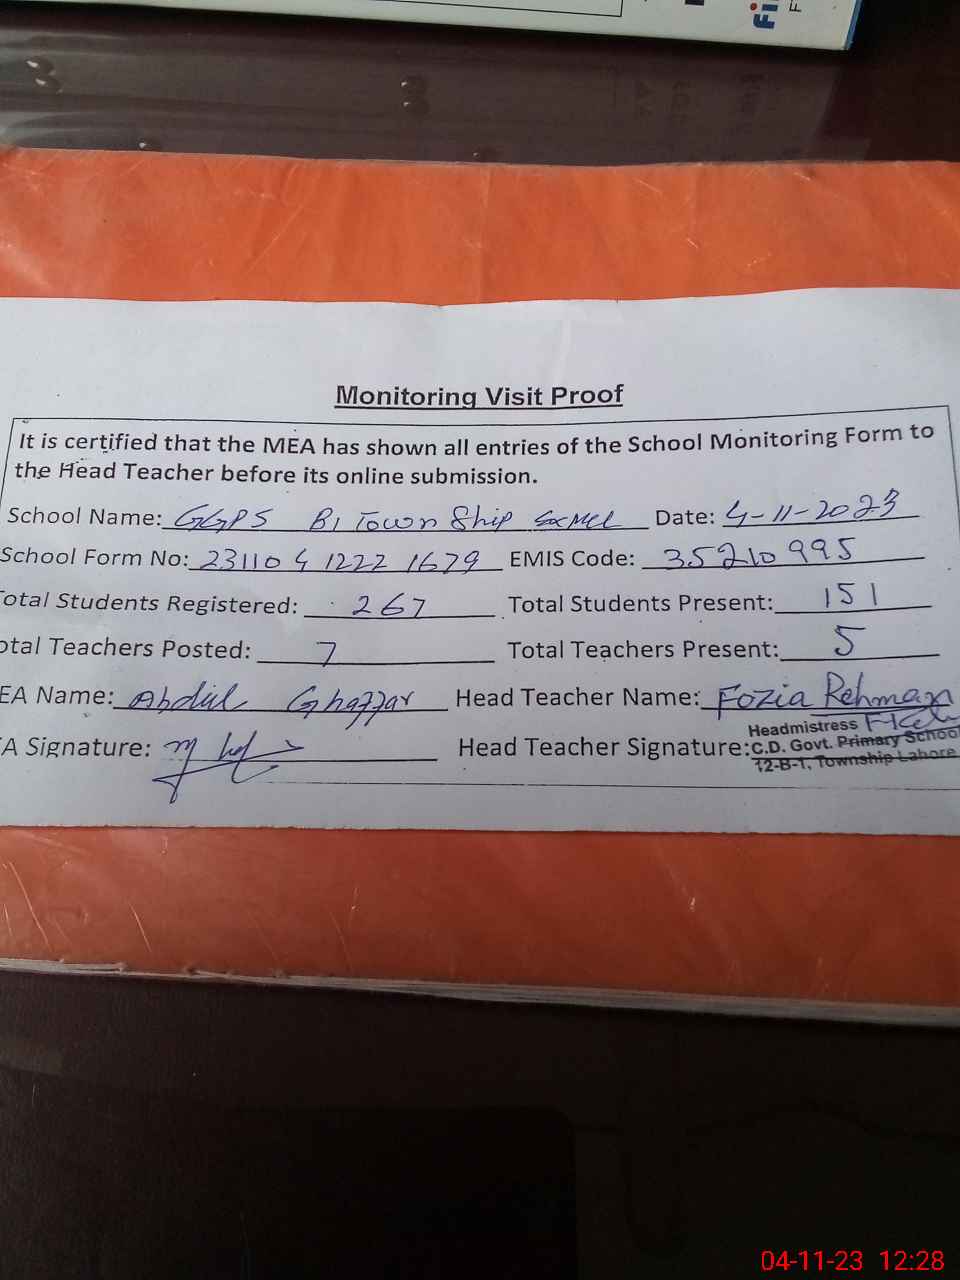 fi
F
Monitoring Visit Proof
It is certified that the MEA has shown all entries of the School Monitoring Form to
the Head Teacher before its online submission.
School Name: GGPS B1 Town Ship Date: 4-11-2023
School Form No: 23110 4 1222 1679 EMIS Code: 35210995
otal Students Registered: 267 Total Students Present: 151
otal Teachers Posted: 7 Total Teachers Present: 5
EA Name: Abdul Ghaffar Head Teacher Name: Fozia Rehman
A Signature: Head Teacher Signature:
Headmistress
C.D. Govt. Primary School
12-B-1, Township Lahore
04-11-23 12:28